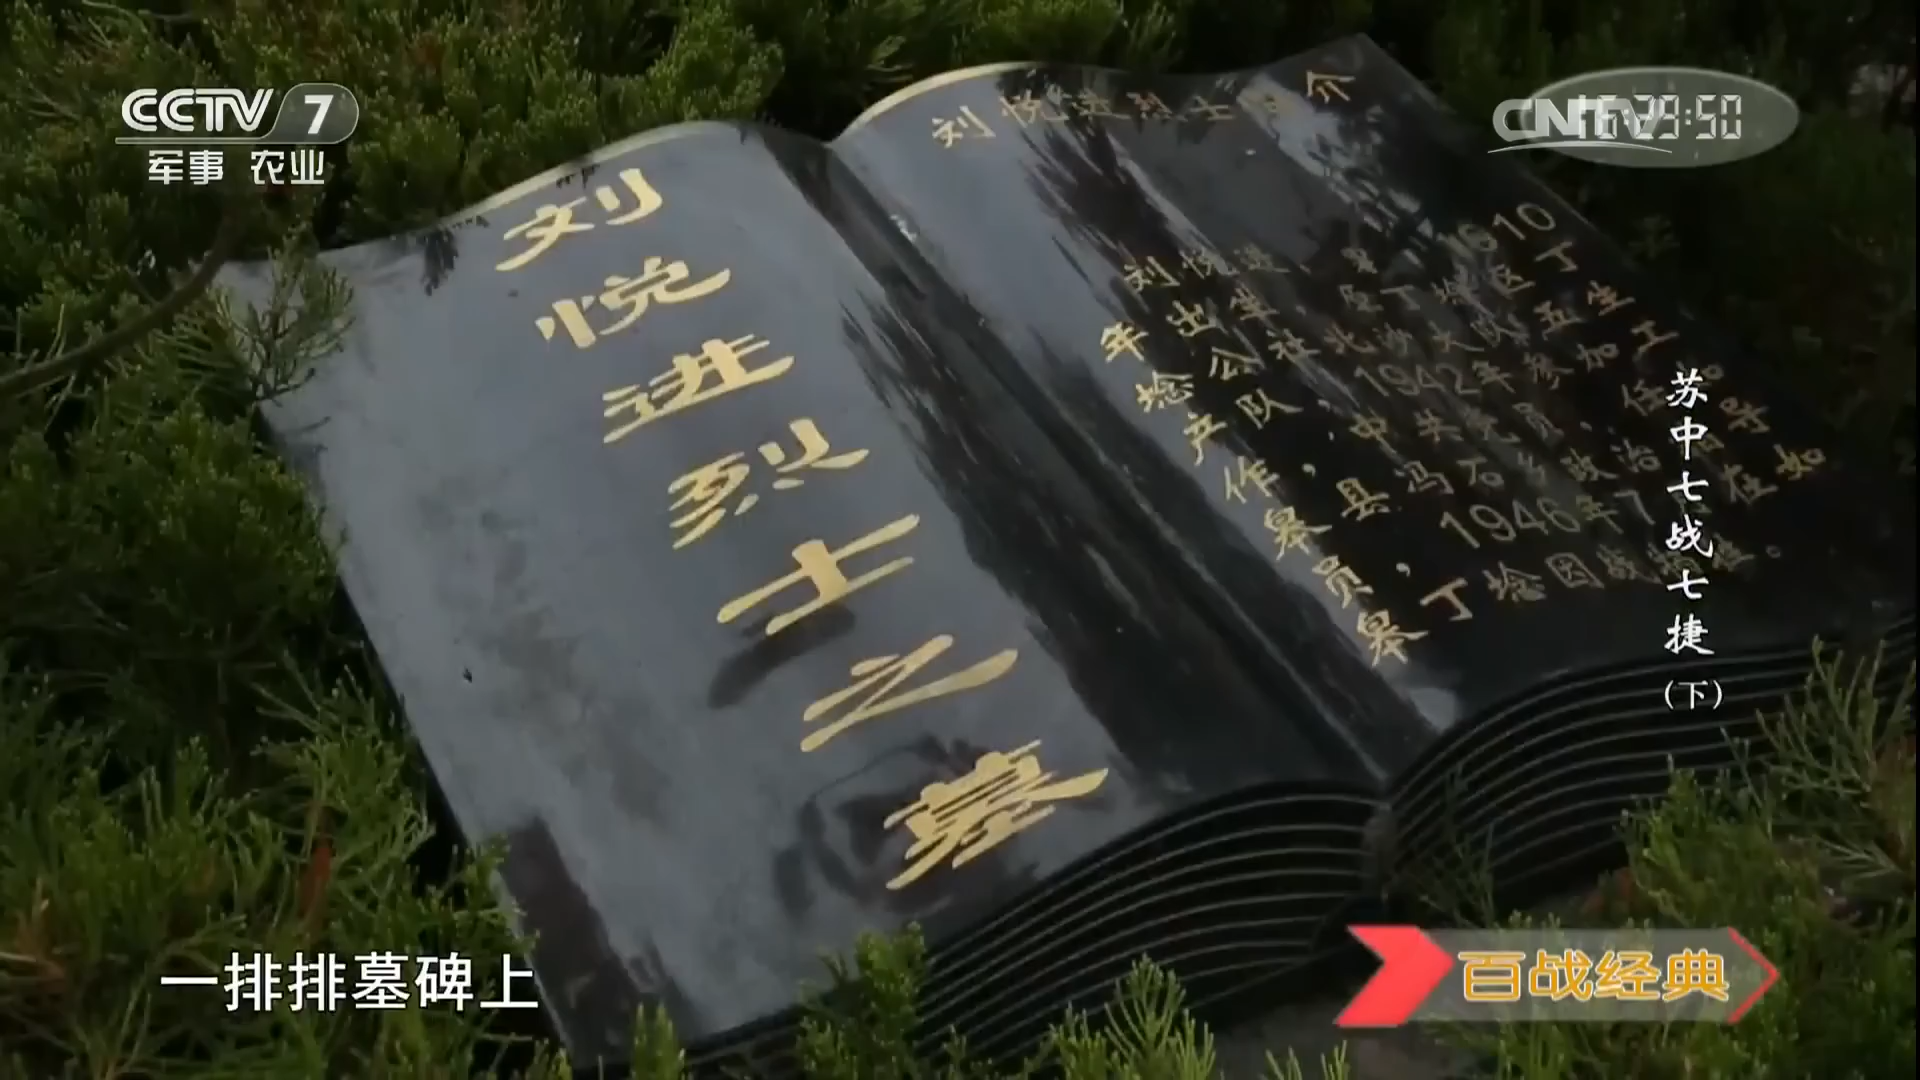 CCTV 7
军事 农业
CNTV
16:29:50
刘悦进烈士之墓
刘悦进烈士简介
刘悦进,男,1610
年出生,是丁埝区丁
埝公社北沙大队五生
产队,1942年参加工
作,中共党员,任如
皋县冯石乡政治指导
员,1946年7月在如
皋丁埝因战牺牲。
苏中七战七捷
(下)
一排排墓碑上
百战经典